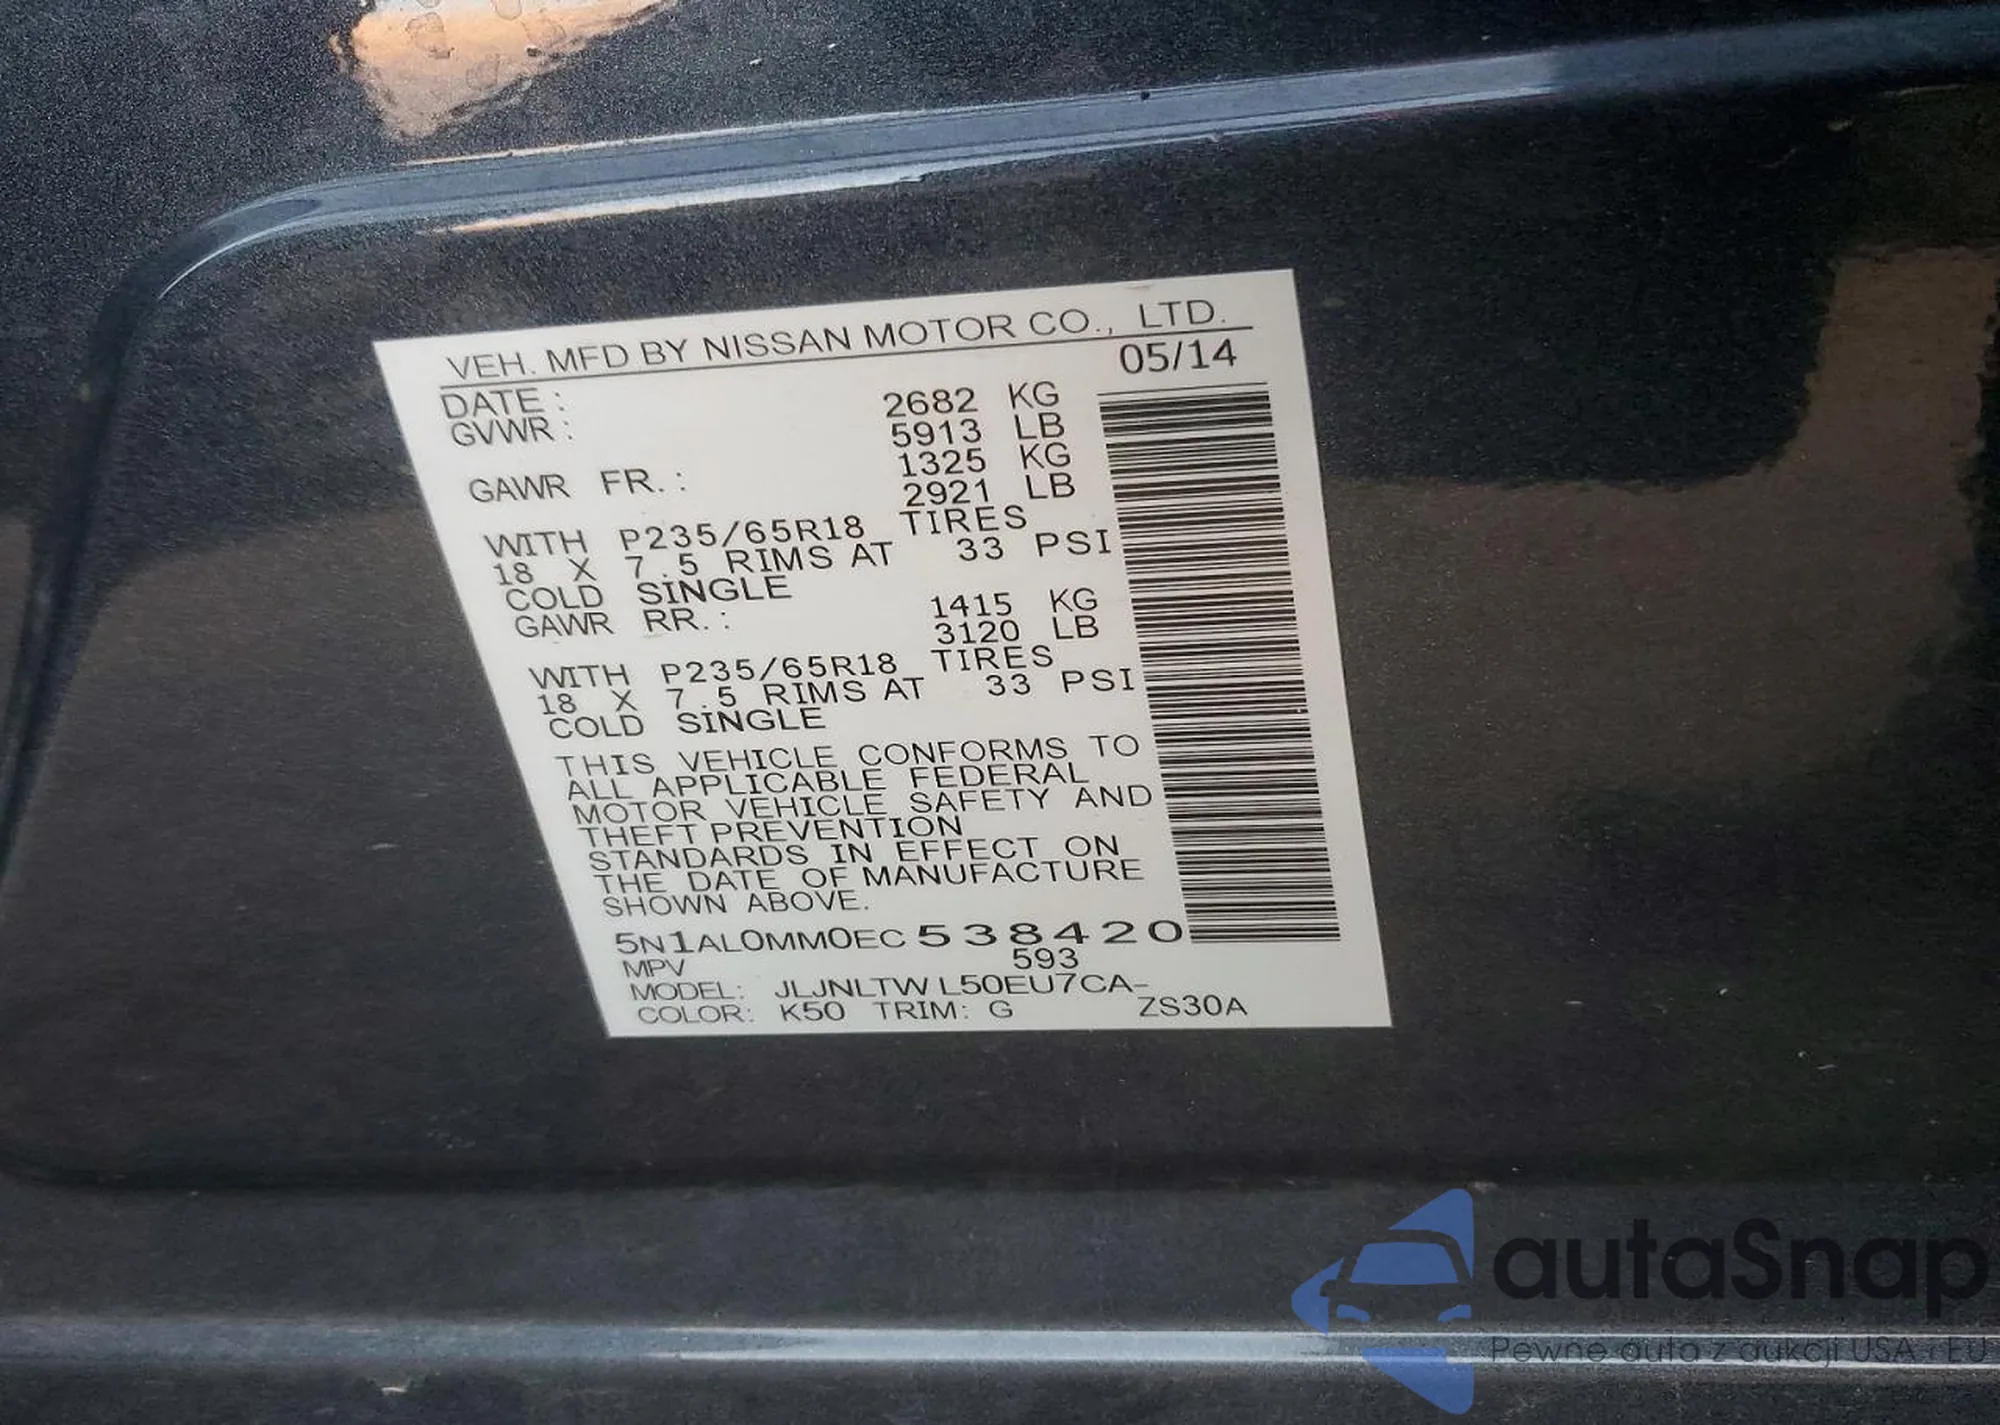 VEH. MFD BY NISSAN MOTOR CO., LTD.
DATE: 05/14
GVWR: 2682 KG
5913 LB
GAWR FR.: 1325 KG
2921 LB
WITH P235/65R18 TIRES
18 X 7.5 RIMS AT 33 PSI
COLD SINGLE
GAWR RR.: 1415 KG
3120 LB
WITH P235/65R18 TIRES
18 X 7.5 RIMS AT 33 PSI
COLD SINGLE
THIS VEHICLE CONFORMS TO
ALL APPLICABLE FEDERAL
MOTOR VEHICLE SAFETY AND
THEFT PREVENTION
STANDARDS IN EFFECT ON
THE DATE OF MANUFACTURE
SHOWN ABOVE.
5N1AL0MM0EC538420
MPV 593
MODEL: JLJNLTWL50EU7CA-
COLOR: K50 TRIM: G ZS30A
autaSnap
Pewne auta z aukcji USA i EU